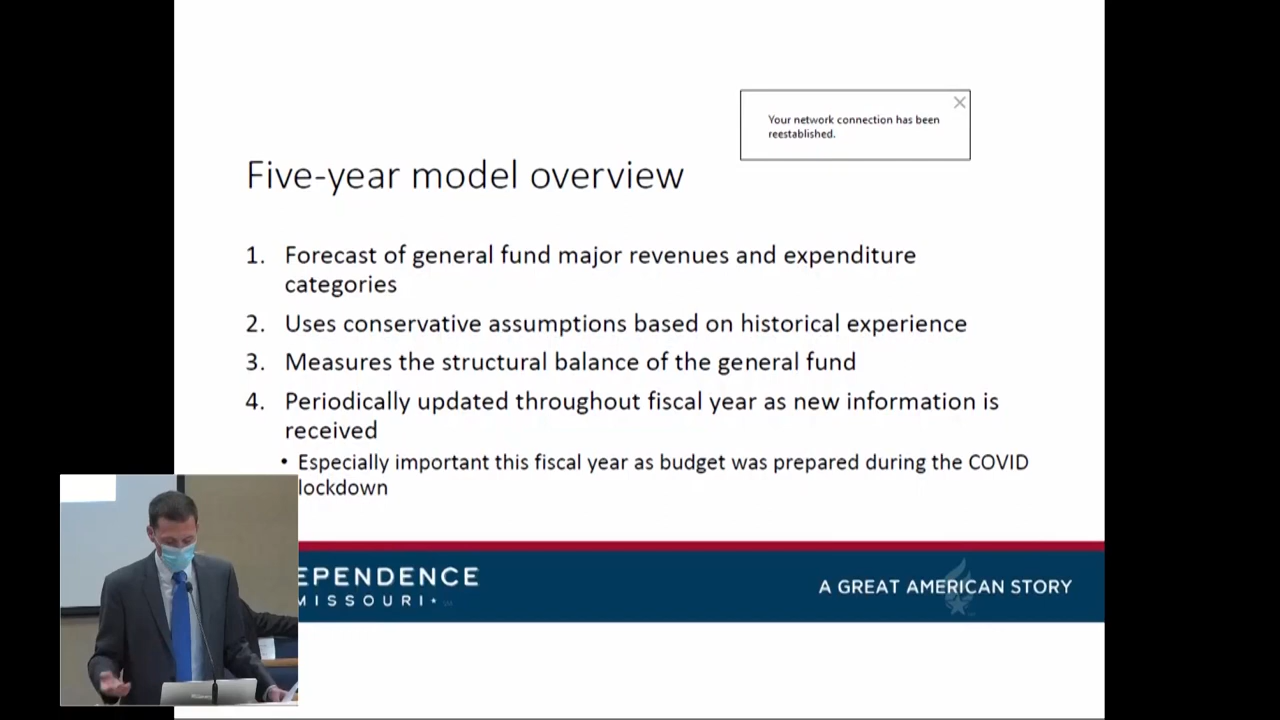 Your network connection has been
reestablished.
Five-year model overview
1. Forecast of general fund major revenues and expenditure
categories
2. Uses conservative assumptions based on historical experience
3. Measures the structural balance of the general fund
4. Periodically updated throughout fiscal year as new information is
received
• Especially important this fiscal year as budget was prepared during the COVID
lockdown
EPENDENCE
MISSOURI
A GREAT AMERICAN STORY